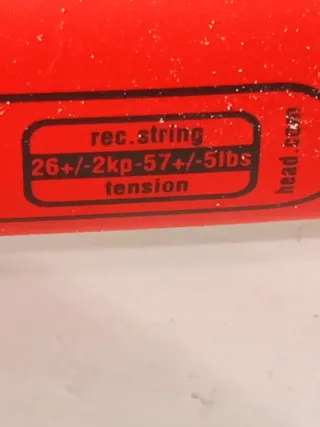 rec.string
26+/-2kp-57+/-5lbs
tension
head.com